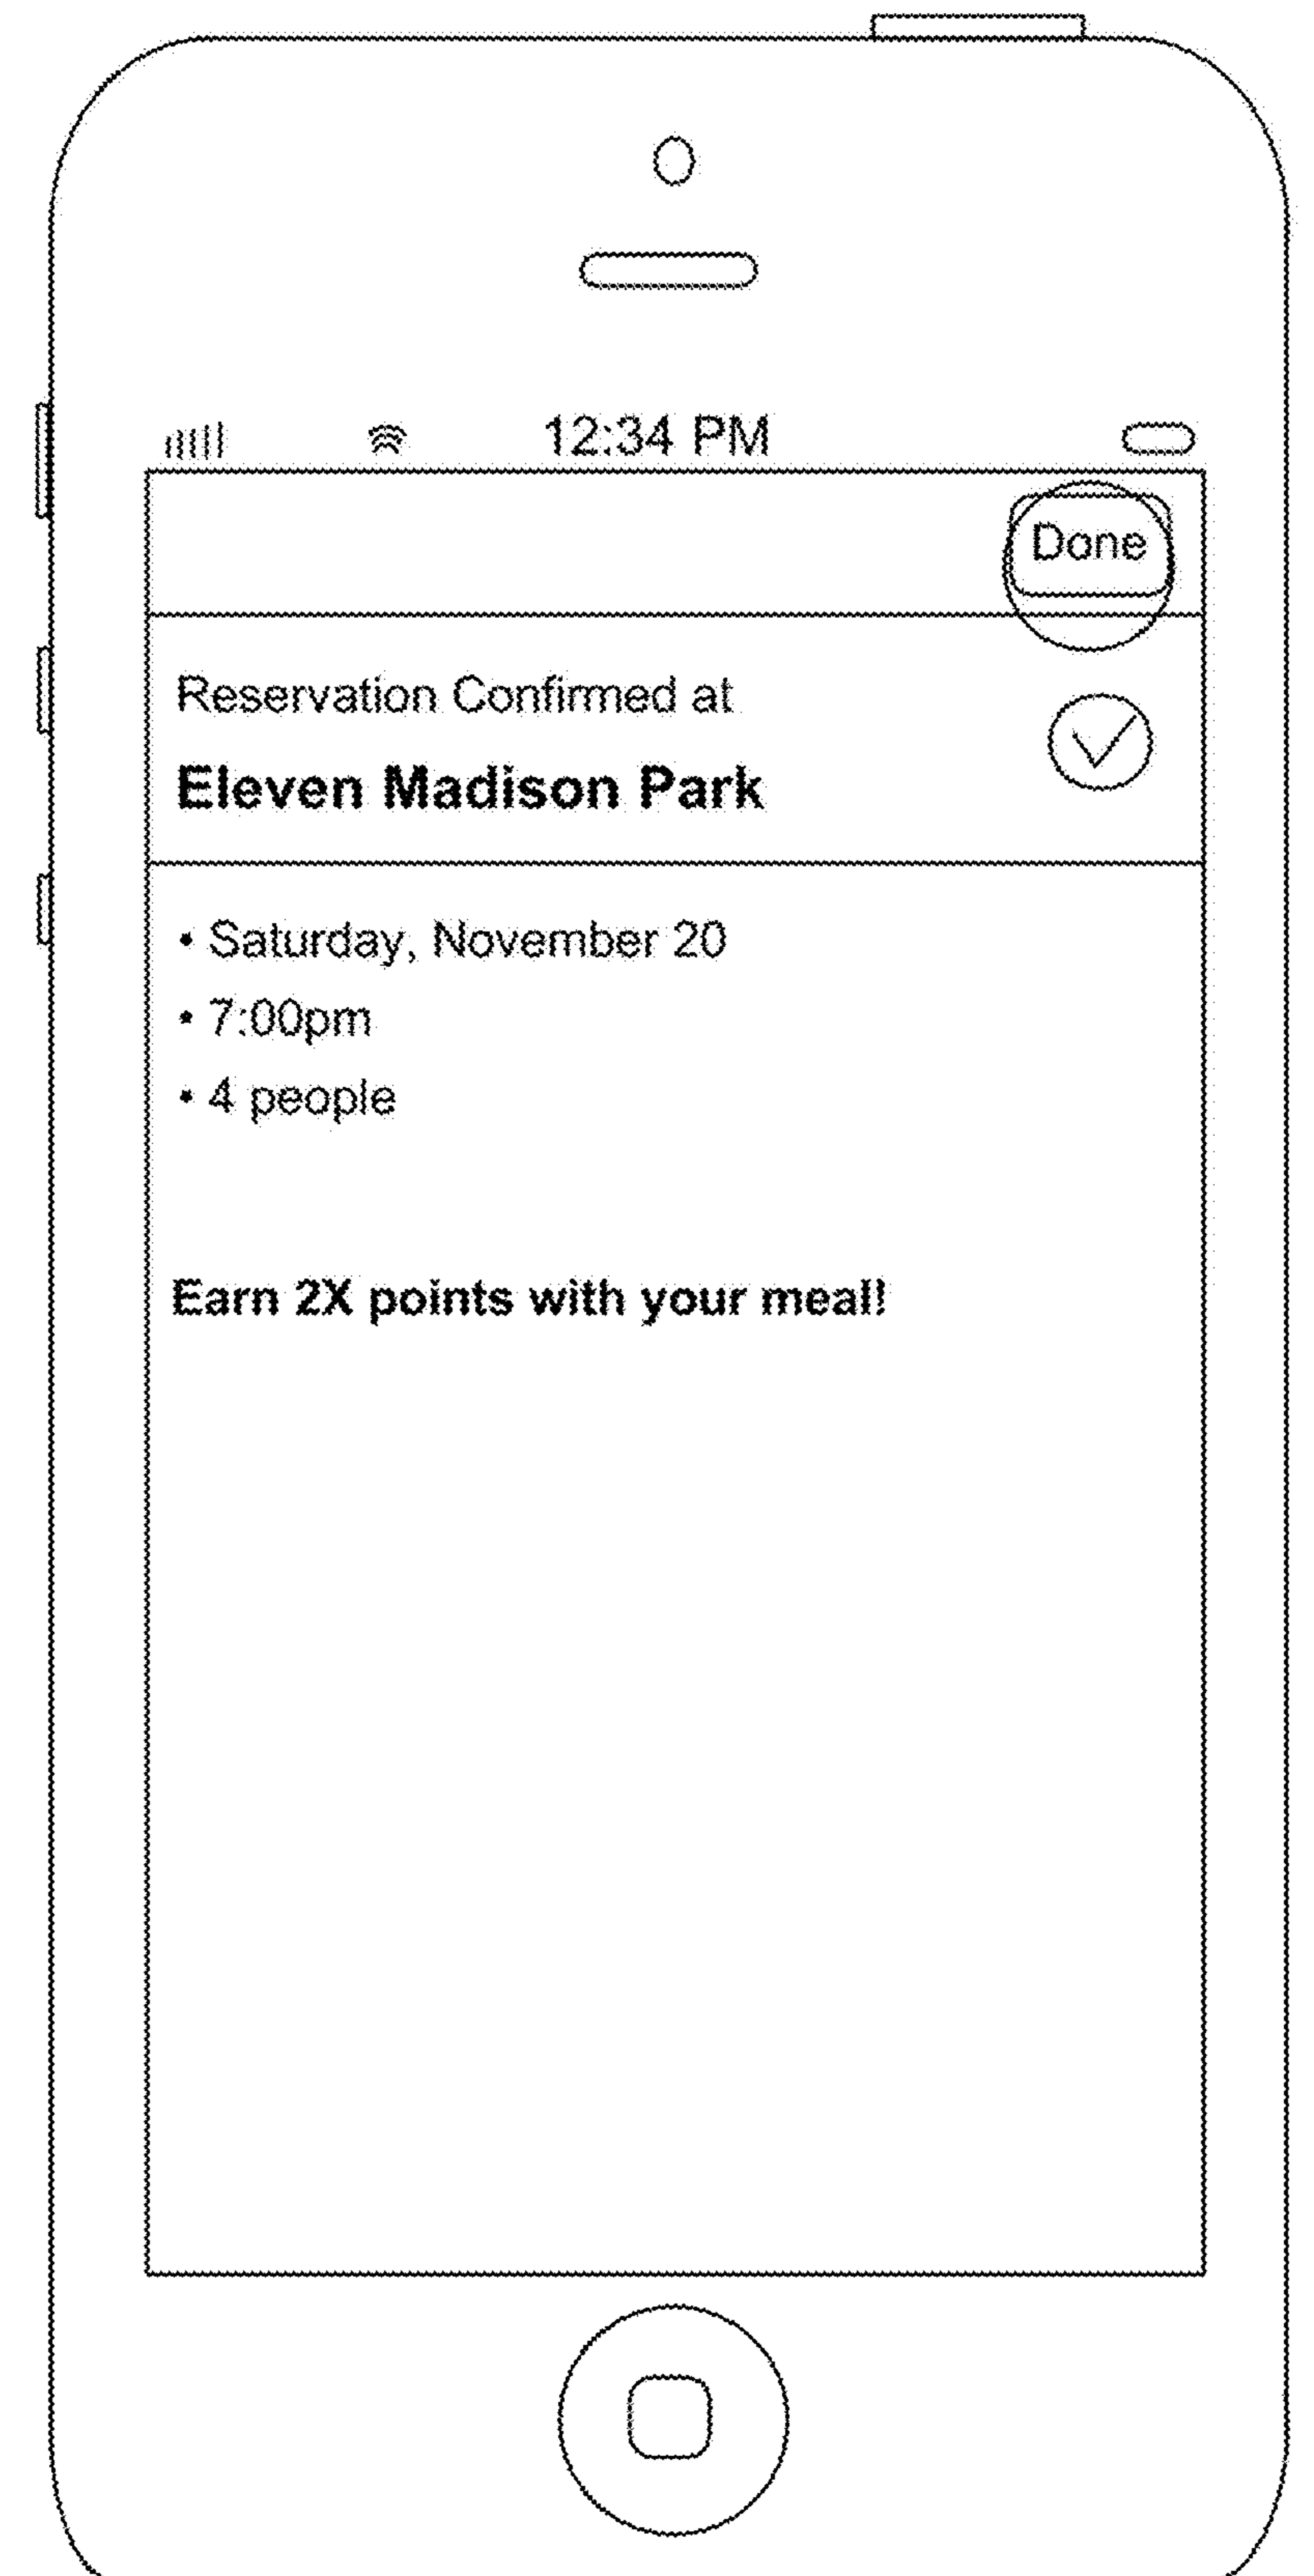 12:34 PM
Done
Reservation Confirmed at
Eleven Madison Park
• Saturday, November 20
• 7:00pm
• 4 people
Earn 2X points with your meal!